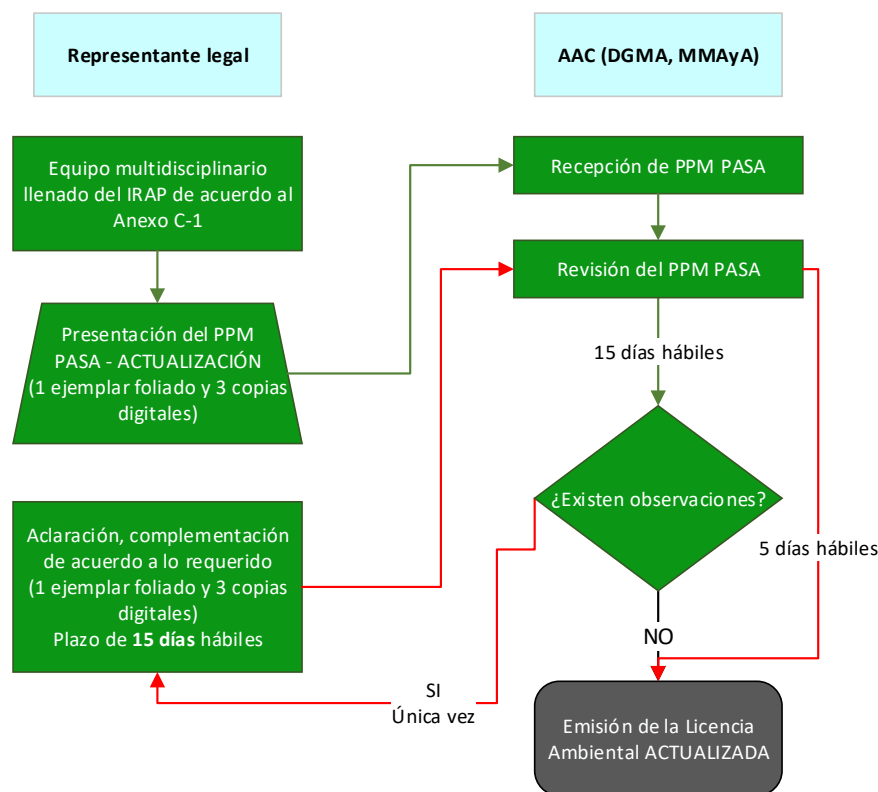 Representante legal
AAC (DGMA, MMAyA)
Equipo multidisciplinario
llenado del IRAP de acuerdo al
Anexo C-1
Recepción de PPM PASA
Revisión del PPM PASA
Presentación del PPM
PASA - ACTUALIZACIÓN
(1 ejemplar foliado y 3 copias
digitales)
15 días hábiles
¿Existen observaciones?
Aclaración, complementación
de acuerdo a lo requerido
(1 ejemplar foliado y 3 copias
digitales)
Plazo de 15 días hábiles
5 días hábiles
NO
SI
Única vez
Emisión de la Licencia
Ambiental ACTUALIZADA